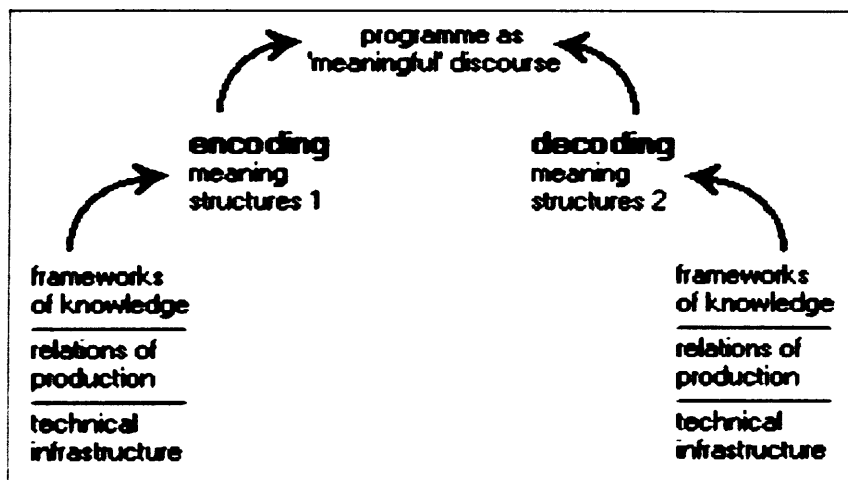 programme as
'meaningful' discourse
encoding
meaning
structures 1
decoding
meaning
structures 2
frameworks
of knowledge
relations of
production
technical
infrastructure
frameworks
of knowledge
relations of
production
technical
infrastructure